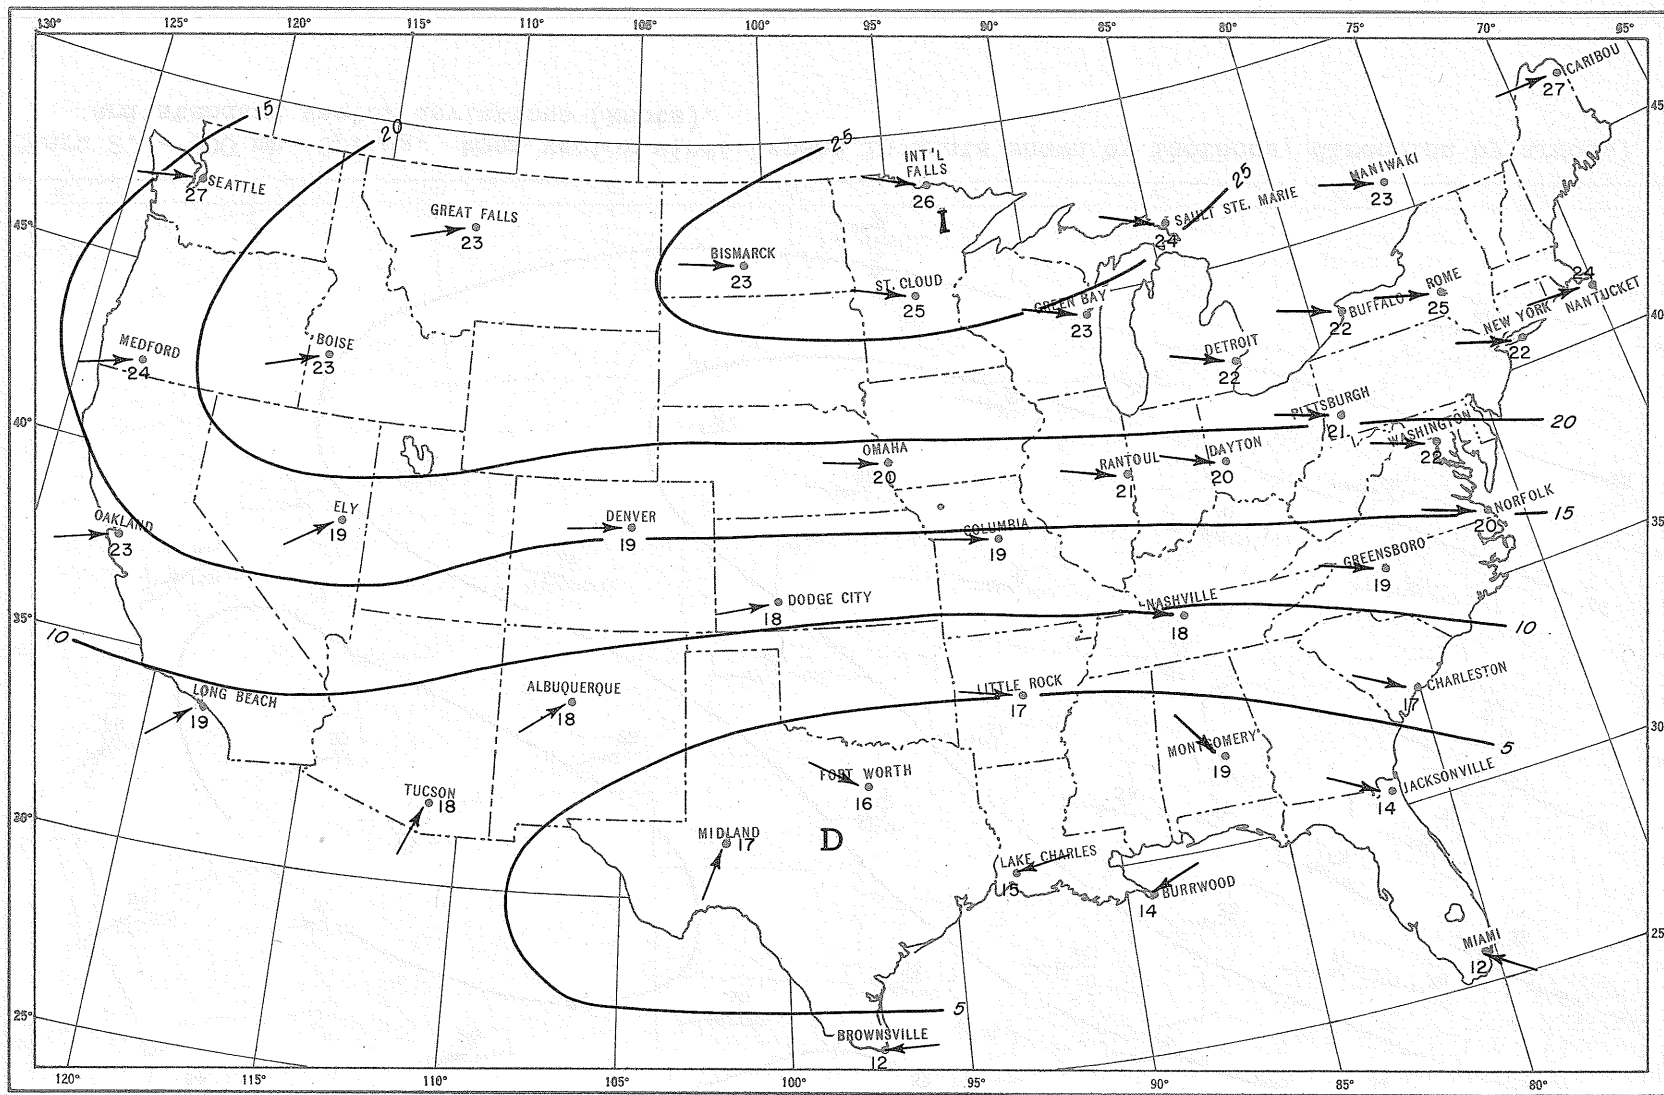 130° 125° 120° 115° 110° 105° 100° 95° 90° 85° 80° 75° 70° 65°
CARIBOU
27
45°
15
20
25
INT'L
FALLS
26
I
25
MANIWAKI
23
SEATTLE
27
GREAT FALLS
23
SAULT STE. MARIE
24
45°
BISMARCK
23
ST. CLOUD
25
GREEN BAY
23
BUFFALO
22
ROME
25
24
NANTUCKET
NEW YORK
22
40°
MEDFORD
24
BOISE
23
DETROIT
22
40°
PITTSBURGH
21
20
WASHINGTON
22
OMAHA
20
RANTOUL
21
DAYTON
20
OAKLAND
23
ELY
19
DENVER
19
COLUMBIA
19
NORFOLK
20
15
35°
GREENSBORO
19
35°
DODGE CITY
18
NASHVILLE
18
10
10
LONG BEACH
19
ALBUQUERQUE
18
LITTLE ROCK
17
CHARLESTON
17
30°
MONTGOMERY
19
5
FORT WORTH
16
JACKSONVILLE
14
TUCSON
18
30°
MIDLAND
17
D
LAKE CHARLES
15
BURRWOOD
14
25°
MIAMI
12
25°
5
BROWNSVILLE
12
120° 115° 110° 105° 100° 95° 90° 85° 80°